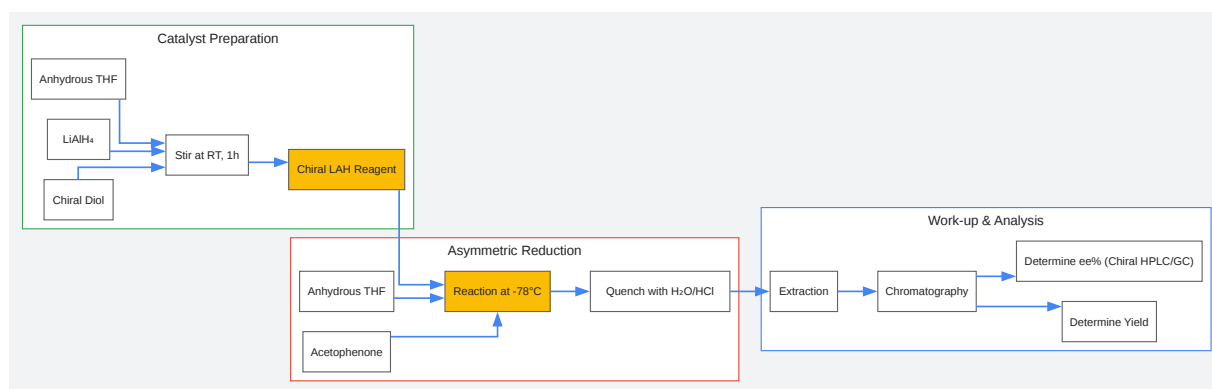 Catalyst Preparation
Anhydrous THF
LiAlH₄
Stir at RT, 1h
Chiral LAH Reagent
Chiral Diol
Asymmetric Reduction
Anhydrous THF
Reaction at -78°C
Quench with H₂O/HCl
Acetophenone
Work-up & Analysis
Extraction
Chromatography
Determine ee% (Chiral HPLC/GC)
Determine Yield